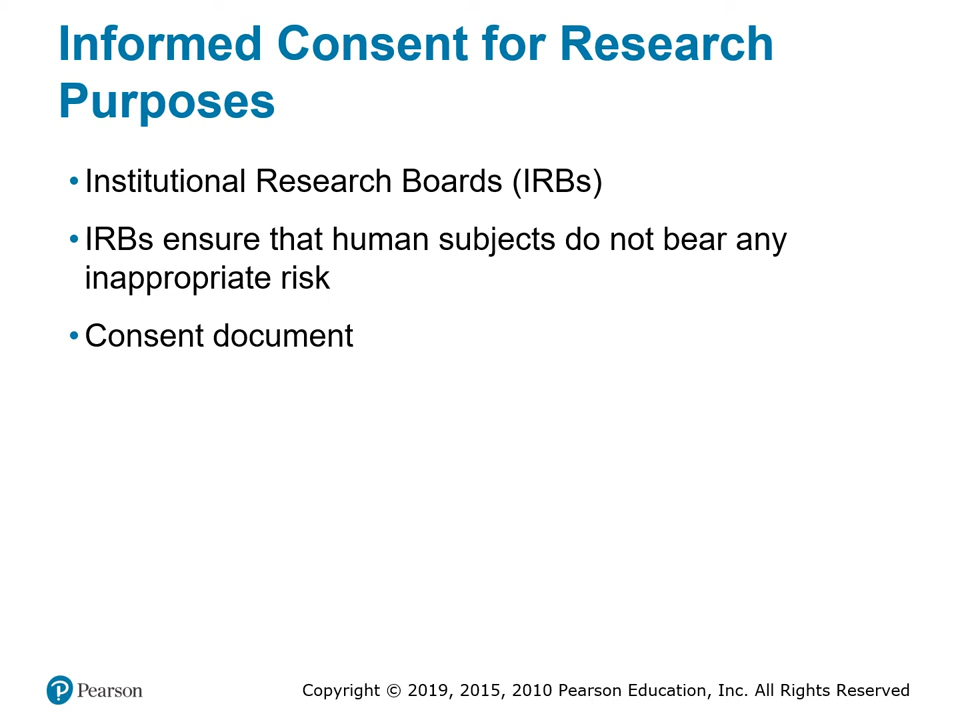 Informed Consent for Research
Purposes
• Institutional Research Boards (IRBs)
• IRBs ensure that human subjects do not bear any
inappropriate risk
• Consent document
Pearson
Copyright © 2019, 2015, 2010 Pearson Education, Inc. All Rights Reserved